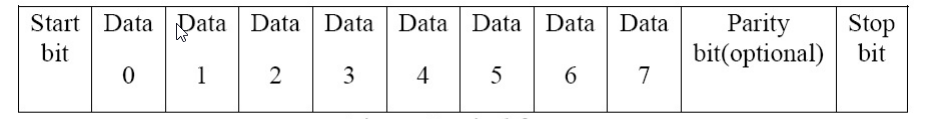 Start Data Data Data Data Data Data Data Data Parity Stop
bit bit(optional) bit
0 1 2 3 4 5 6 7